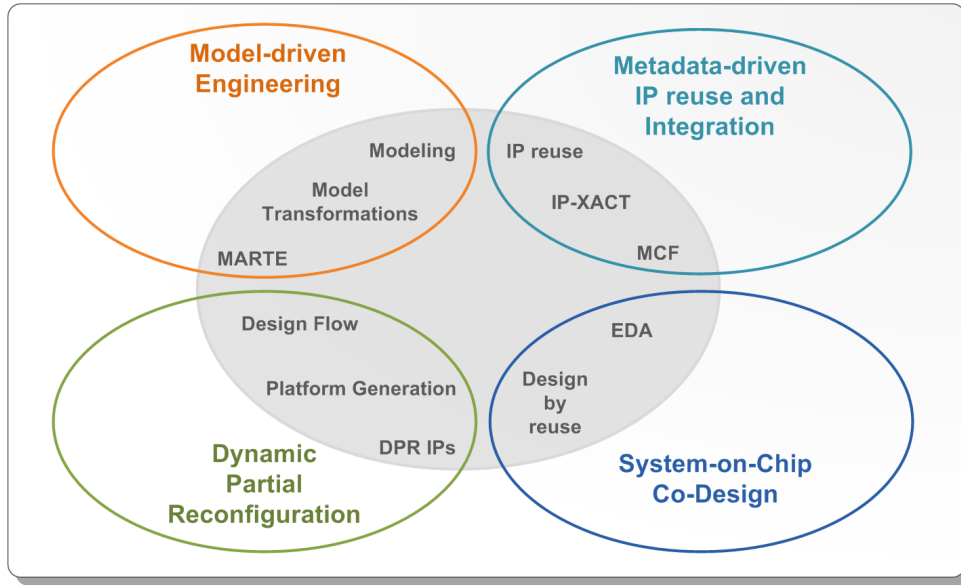 Model-driven
Engineering
Metadata-driven
IP reuse and
Integration
Modeling
IP reuse
Model
Transformations
IP-XACT
MARTE
MCF
Design Flow
EDA
Platform Generation
Design
by
reuse
DPR IPs
Dynamic
Partial
Reconfiguration
System-on-Chip
Co-Design